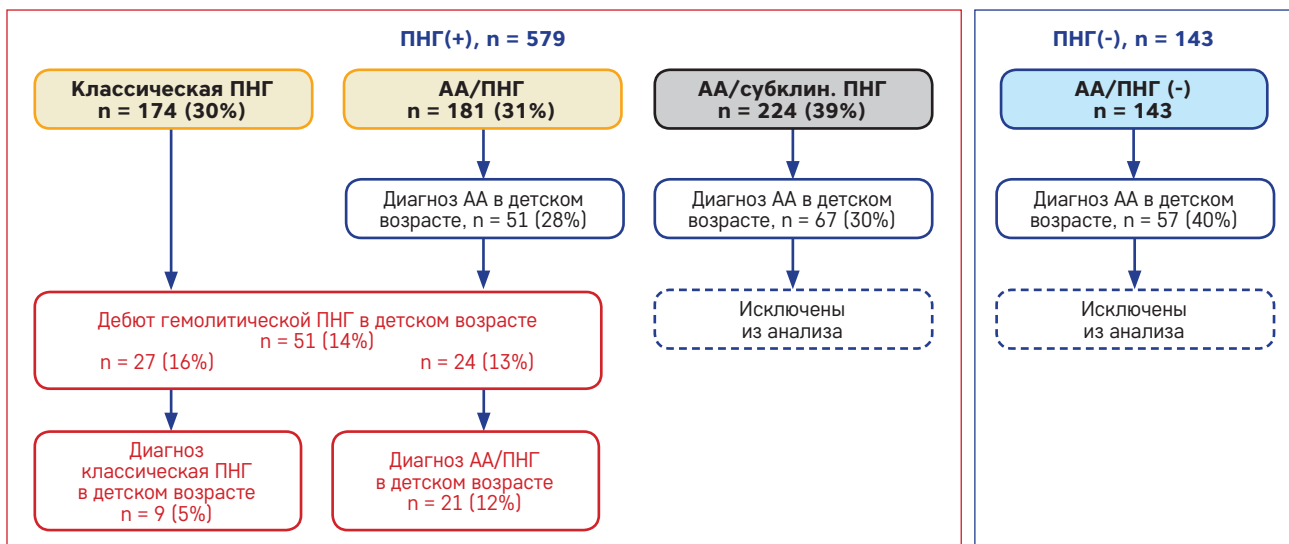 ПНГ(+), n = 579
Классическая ПНГ
n = 174 (30%)
АА/ПНГ
n = 181 (31%)
АА/субклин. ПНГ
n = 224 (39%)
Диагноз АА в детском
возрасте, n = 51 (28%)
Диагноз АА в детском
возрасте, n = 67 (30%)
Дебют гемолитической ПНГ в детском возрасте
n = 51 (14%)
n = 27 (16%)
n = 24 (13%)
Исключены
из анализа
Диагноз
классическая ПНГ
в детском возрасте
n = 9 (5%)
Диагноз АА/ПНГ
в детском возрасте
n = 21 (12%)
ПНГ(-), n = 143
АА/ПНГ (-)
n = 143
Диагноз АА в детском
возрасте, n = 57 (40%)
Исключены
из анализа